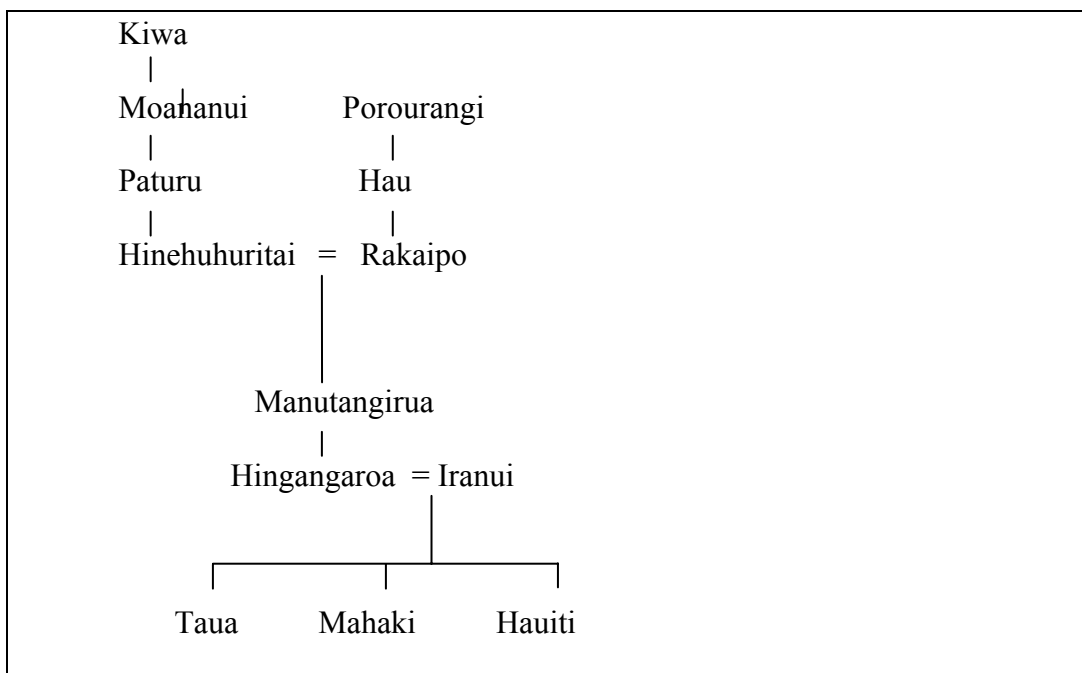 Kiwa
Moahanui Porourangi
Paturu Hau
Hinehuhuritai = Rakaipo
Manutangirua
Hingangaroa = Iranui
Taua Mahaki Hauiti